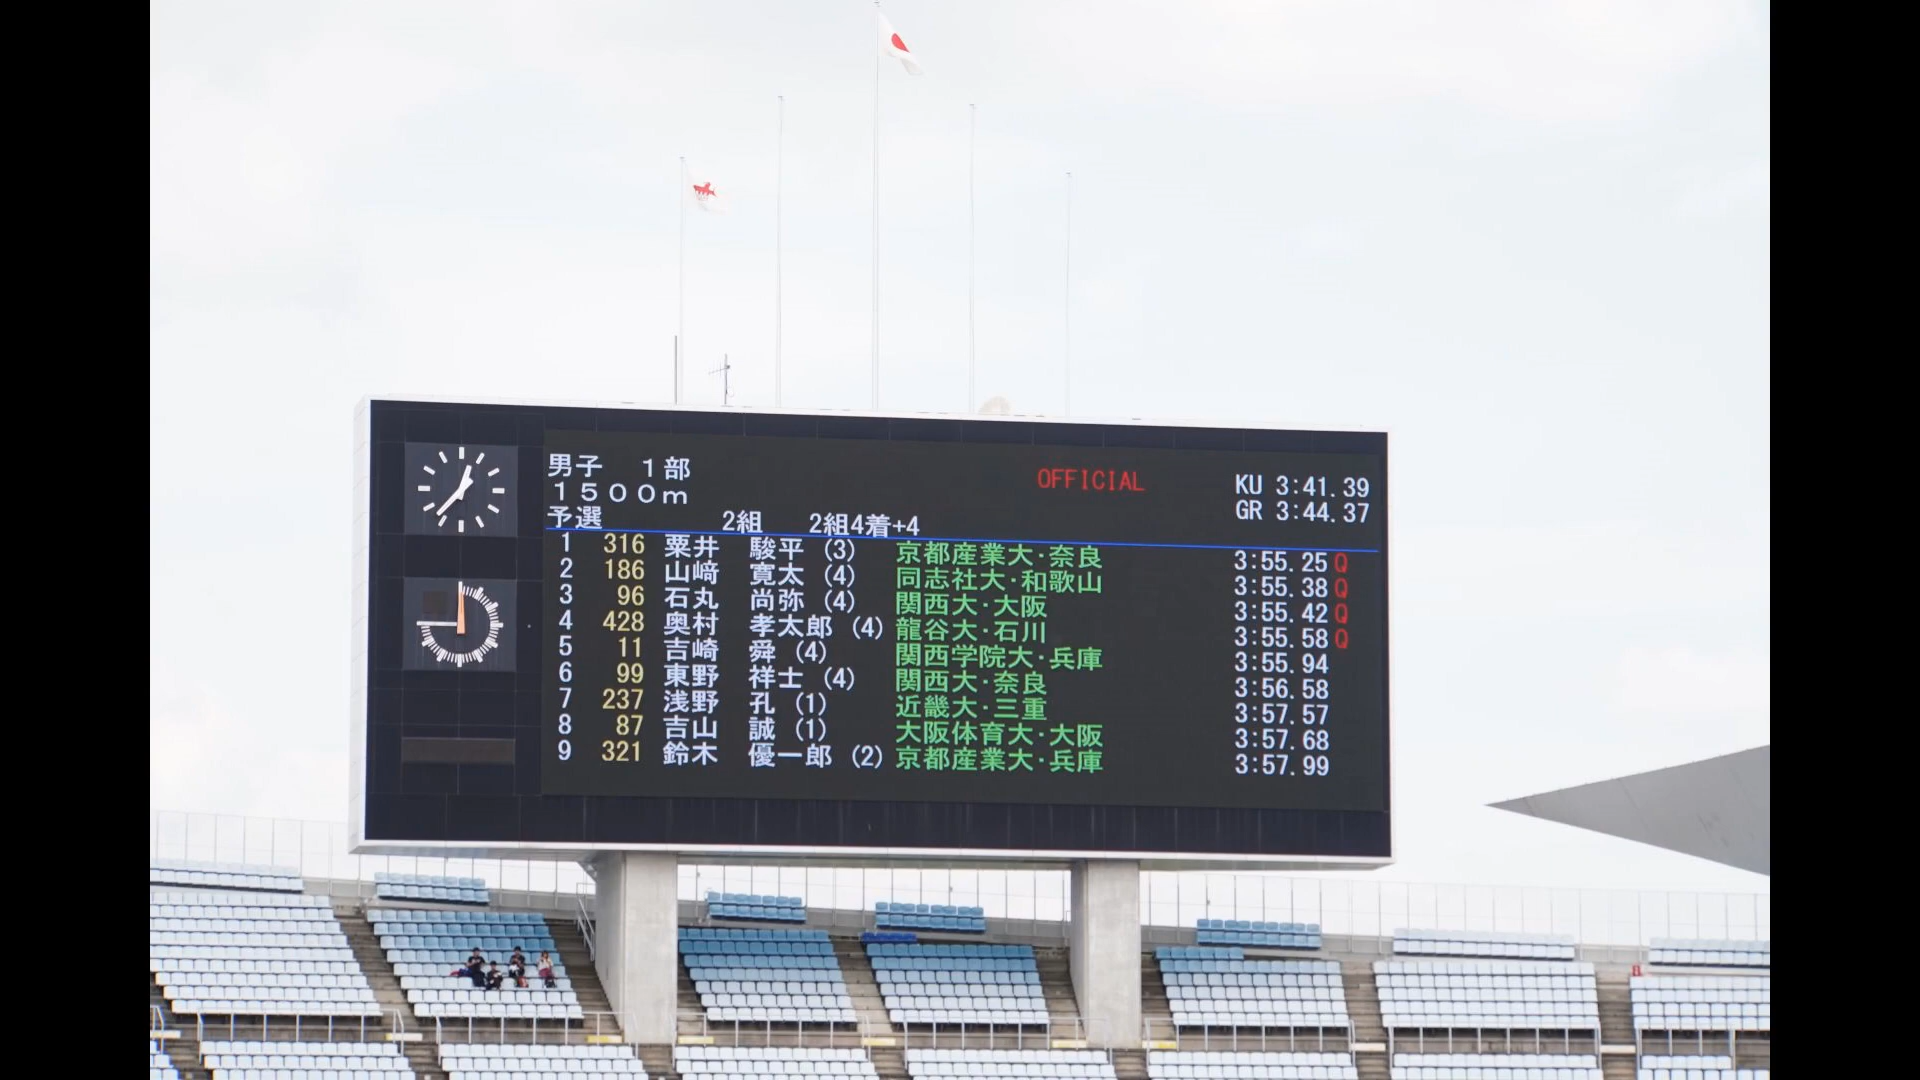 男子　１部
OFFICIAL
KU 3:41.39
１５００ｍ
GR 3:44.37
予選 2組 2組4着+4
1 316 粟井 駿平 (3) 京都産業大･奈良 3:55.25 Q
2 186 山﨑 寛太 (4) 同志社大･和歌山 3:55.38 Q
3 96 石丸 尚弥 (4) 関西大･大阪 3:55.42 Q
4 428 奥村 孝太郎 (4) 龍谷大･石川 3:55.58 Q
5 11 吉崎 舜 (4) 関西学院大･兵庫 3:55.94
6 99 東野 祥士 (4) 関西大･奈良 3:56.58
7 237 浅野 孔 (1) 近畿大･三重 3:57.57
8 87 吉山 誠 (1) 大阪体育大･大阪 3:57.68
9 321 鈴木 優一郎 (2) 京都産業大･兵庫 3:57.99